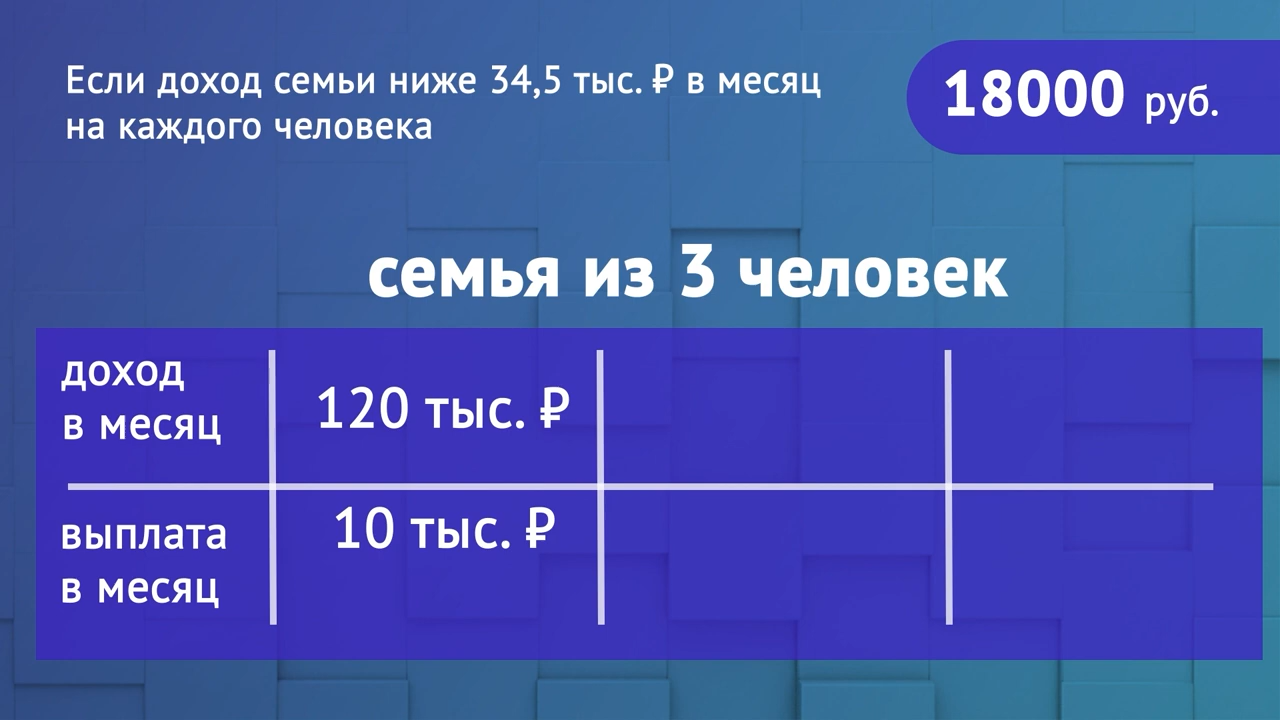 Если доход семьи ниже 34,5 тыс. ₽ в месяц
на каждого человека
18000 руб.
семья из 3 человек
доход
в месяц
120 тыс. ₽
выплата
в месяц
10 тыс. ₽